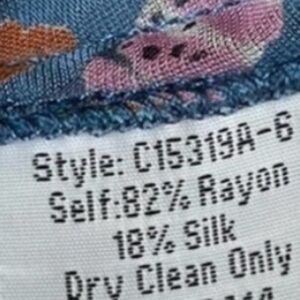 Style: C15319A-6
Self:82% Rayon
18% Silk
Dry Clean Only